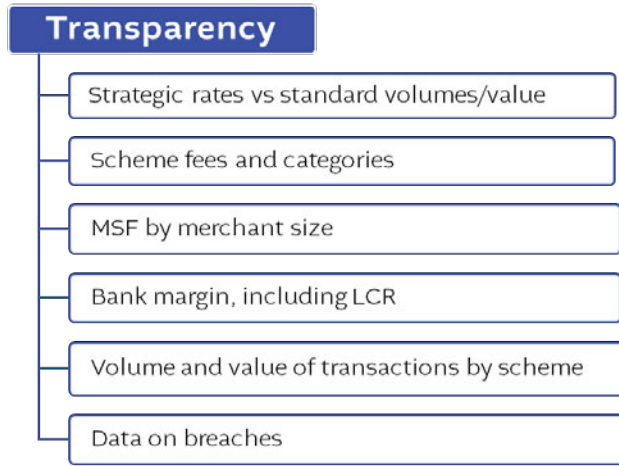 Transparency
Strategic rates vs standard volumes/value
Scheme fees and categories
MSF by merchant size
Bank margin, including LCR
Volume and value of transactions by scheme
Data on breaches